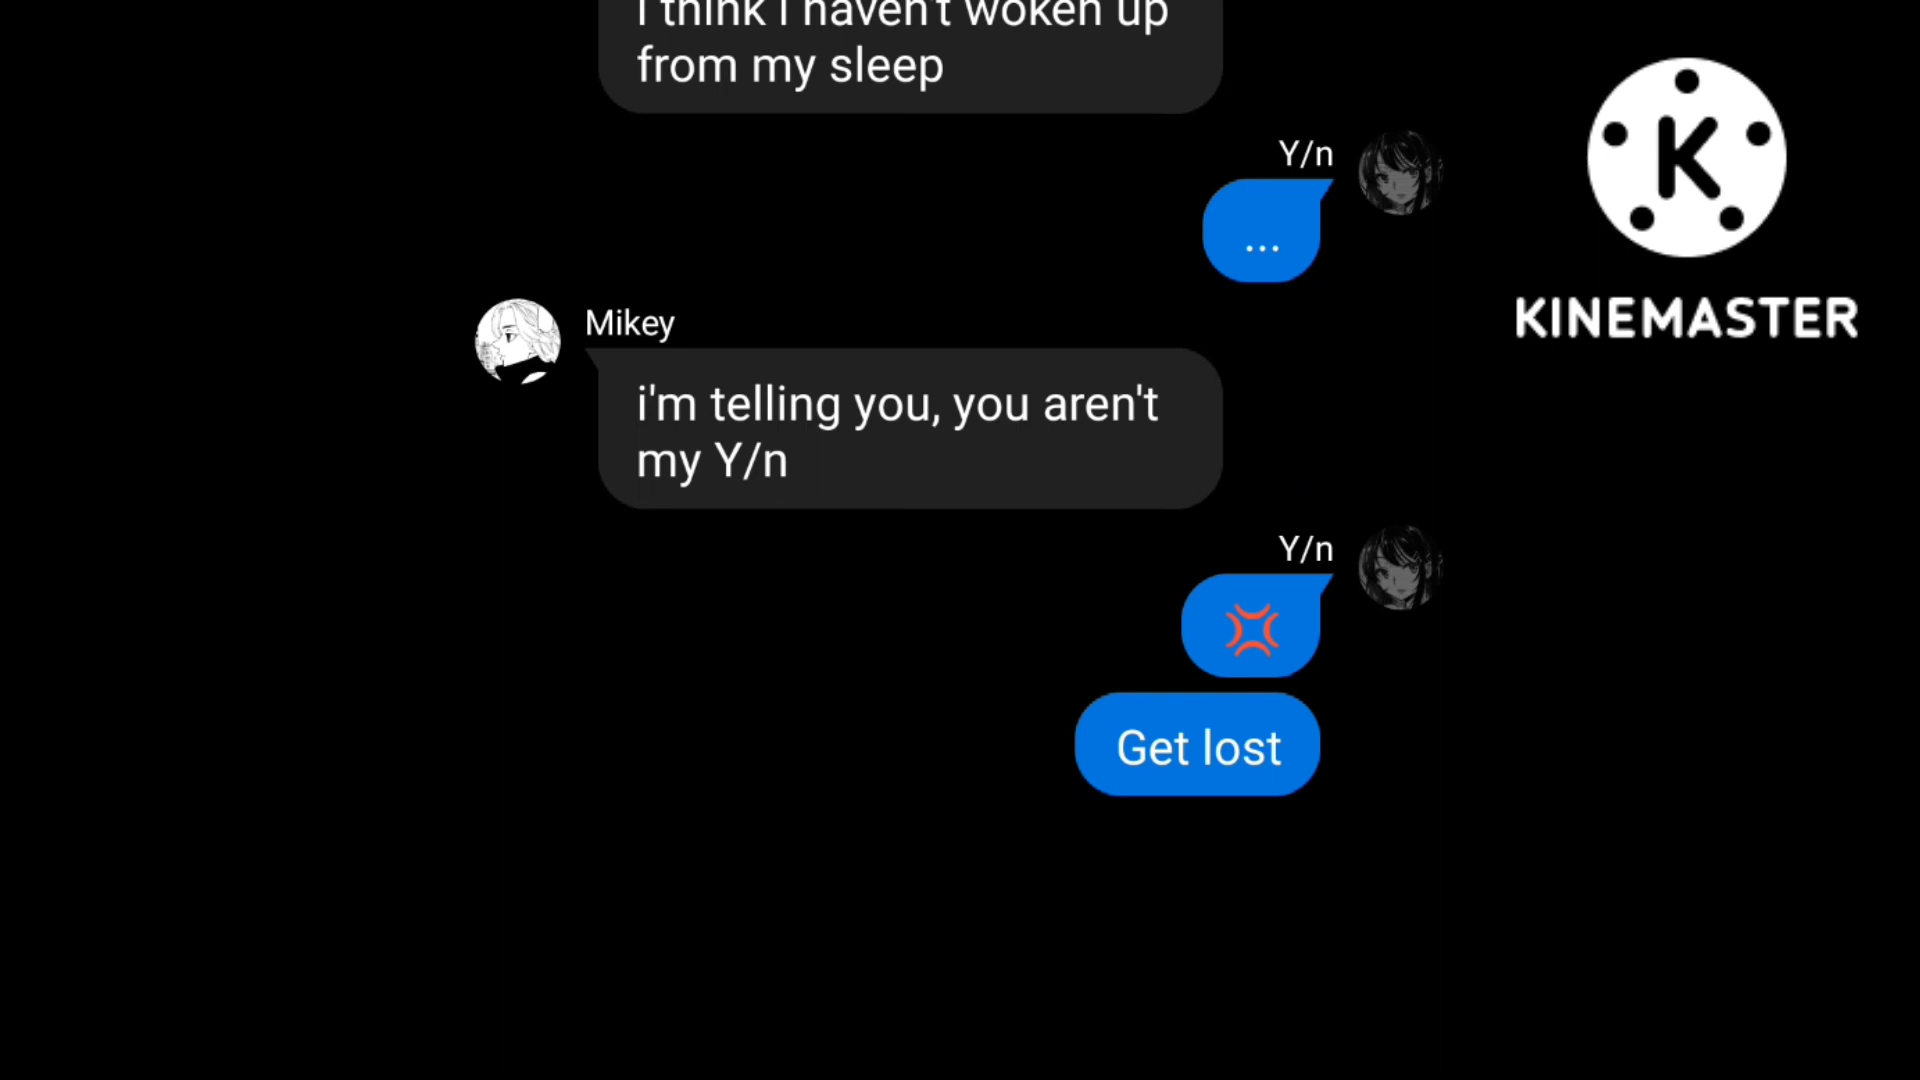 i think i haven't woken up
from my sleep
Y/n
...
Mikey
i'm telling you, you aren't
my Y/n
Y/n
💢
Get lost
K
KINEMASTER